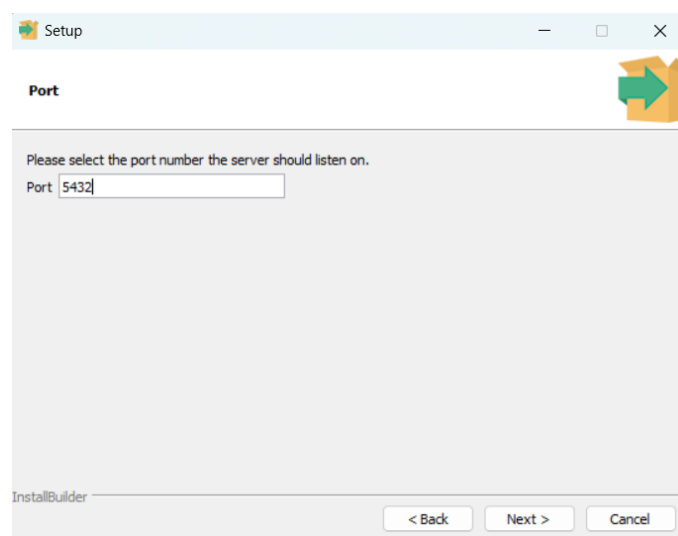 Setup
Port
Please select the port number the server should listen on.
Port 5432
InstallBuilder
< Back Next > Cancel